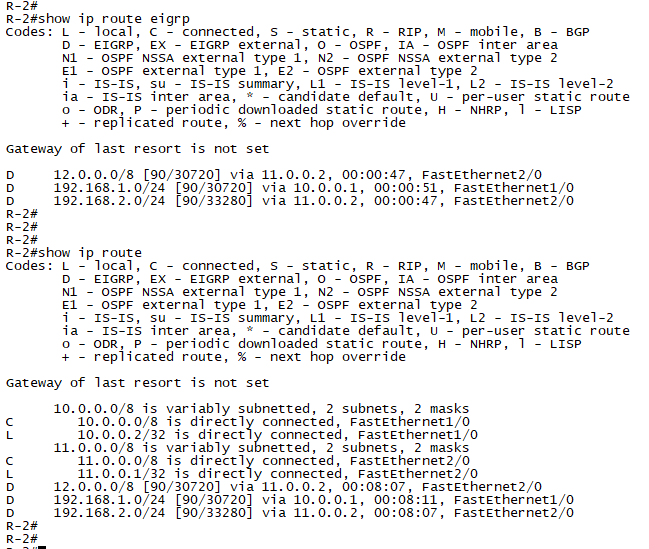 R-2#
R-2#show ip route eigrp
Codes: L - local, C - connected, S - static, R - RIP, M - mobile, B - BGP
       D - EIGRP, EX - EIGRP external, O - OSPF, IA - OSPF inter area
       N1 - OSPF NSSA external type 1, N2 - OSPF NSSA external type 2
       E1 - OSPF external type 1, E2 - OSPF external type 2
       i - IS-IS, su - IS-IS summary, L1 - IS-IS level-1, L2 - IS-IS level-2
       ia - IS-IS inter area, * - candidate default, U - per-user static route
       o - ODR, P - periodic downloaded static route, H - NHRP, l - LISP
       + - replicated route, % - next hop override

Gateway of last resort is not set

D     12.0.0.0/8 [90/30720] via 11.0.0.2, 00:00:47, FastEthernet2/0
D     192.168.1.0/24 [90/30720] via 10.0.0.1, 00:00:51, FastEthernet1/0
D     192.168.2.0/24 [90/33280] via 11.0.0.2, 00:00:47, FastEthernet2/0
R-2#
R-2#
R-2#
R-2#show ip route
Codes: L - local, C - connected, S - static, R - RIP, M - mobile, B - BGP
       D - EIGRP, EX - EIGRP external, O - OSPF, IA - OSPF inter area
       N1 - OSPF NSSA external type 1, N2 - OSPF NSSA external type 2
       E1 - OSPF external type 1, E2 - OSPF external type 2
       i - IS-IS, su - IS-IS summary, L1 - IS-IS level-1, L2 - IS-IS level-2
       ia - IS-IS inter area, * - candidate default, U - per-user static route
       o - ODR, P - periodic downloaded static route, H - NHRP, l - LISP
       + - replicated route, % - next hop override

Gateway of last resort is not set

      10.0.0.0/8 is variably subnetted, 2 subnets, 2 masks
C        10.0.0.0/8 is directly connected, FastEthernet1/0
L        10.0.0.2/32 is directly connected, FastEthernet1/0
      11.0.0.0/8 is variably subnetted, 2 subnets, 2 masks
C        11.0.0.0/8 is directly connected, FastEthernet2/0
L        11.0.0.1/32 is directly connected, FastEthernet2/0
D     12.0.0.0/8 [90/30720] via 11.0.0.2, 00:08:07, FastEthernet2/0
D     192.168.1.0/24 [90/30720] via 10.0.0.1, 00:08:11, FastEthernet1/0
D     192.168.2.0/24 [90/33280] via 11.0.0.2, 00:08:07, FastEthernet2/0
R-2#
R-2#
R-2#